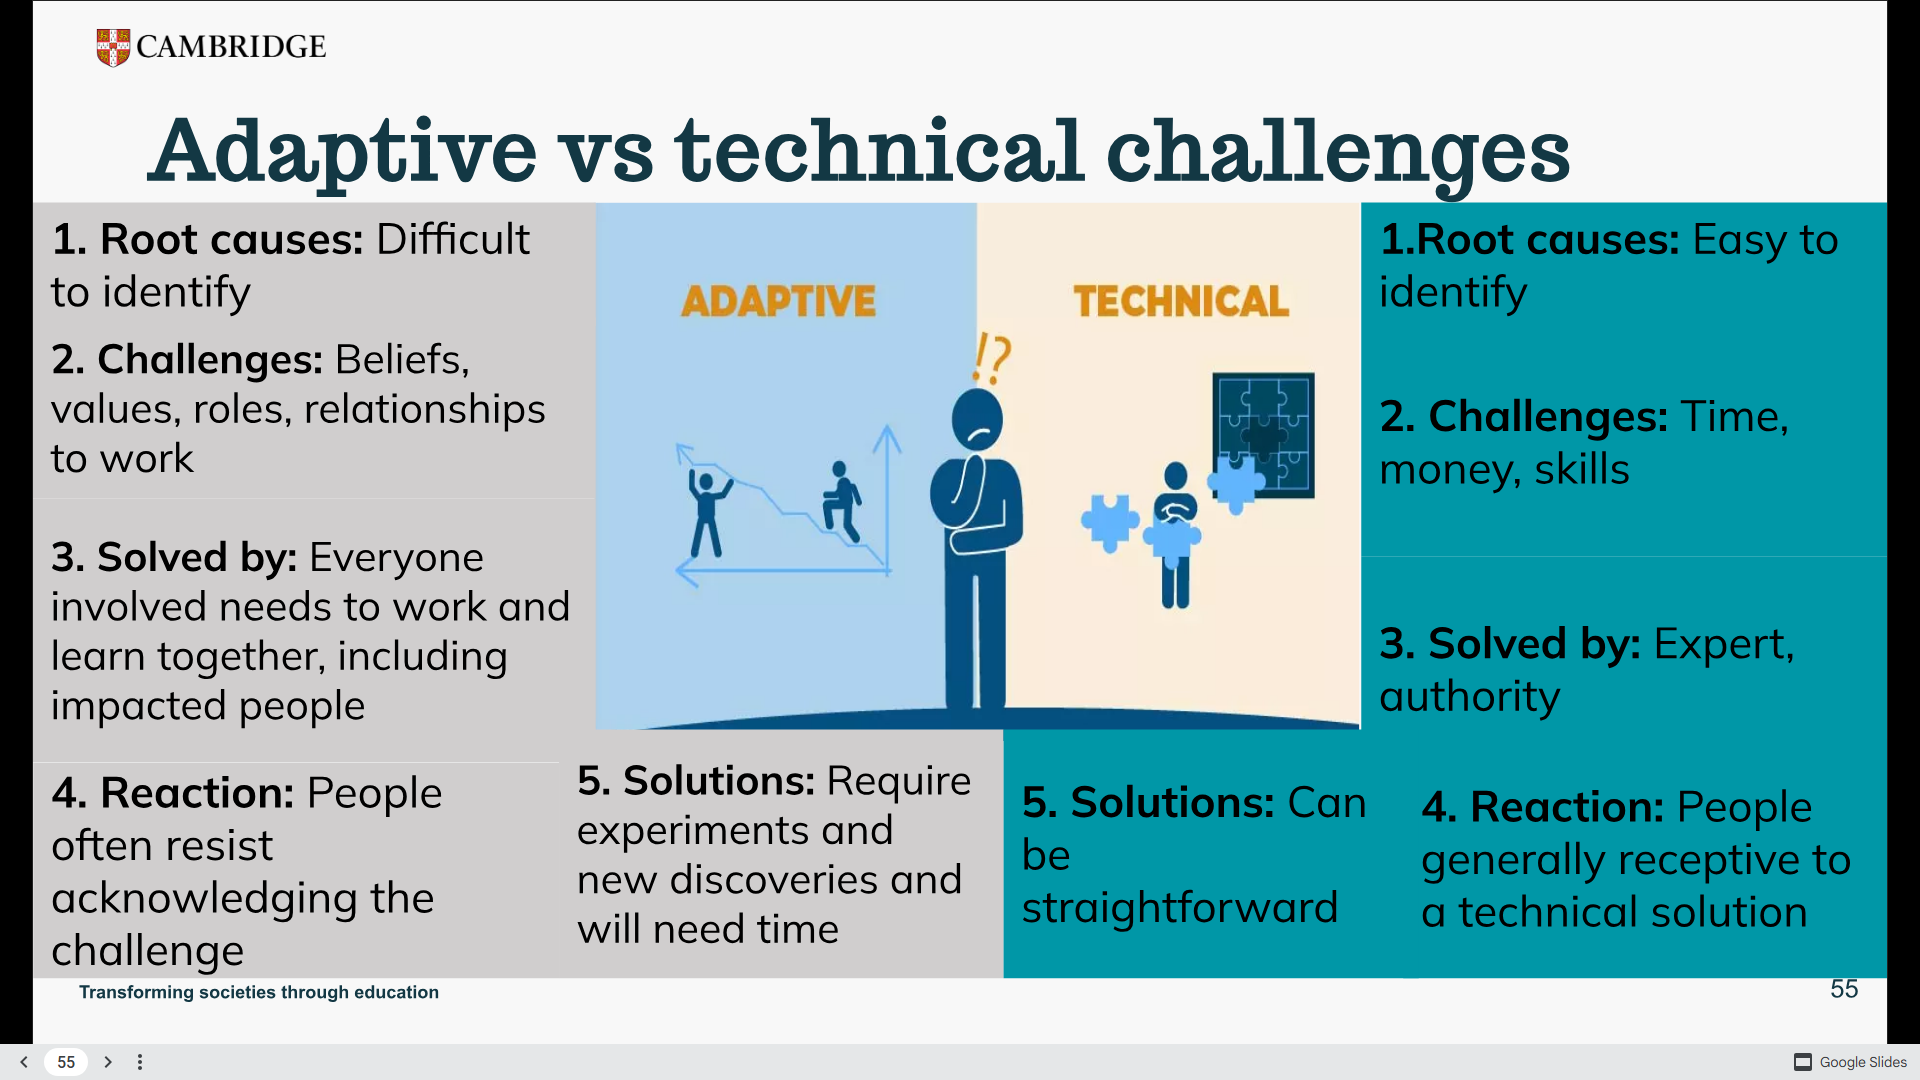 CAMBRIDGE
Adaptive vs technical challenges
1. Root causes: Difficult
to identify
2. Challenges: Beliefs,
values, roles, relationships
to work
3. Solved by: Everyone
involved needs to work and
learn together, including
impacted people
4. Reaction: People
often resist
acknowledging the
challenge
5. Solutions: Require
experiments and
new discoveries and
will need time
ADAPTIVE
TECHNICAL
!?
1.Root causes: Easy to
identify
2. Challenges: Time,
money, skills
3. Solved by: Expert,
authority
5. Solutions: Can
be
straightforward
4. Reaction: People
generally receptive to
a technical solution
Transforming societies through education
55
55
Google Slides